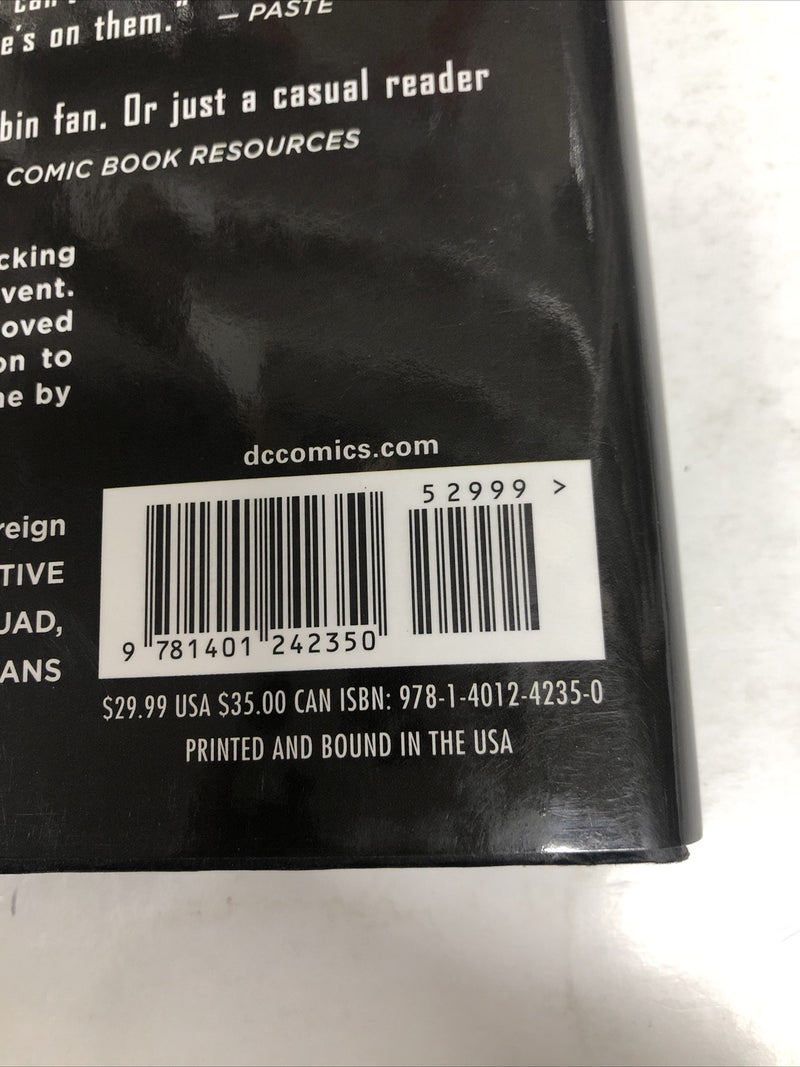 e's on them." — PASTE
bin fan. Or just a casual reader
COMIC BOOK RESOURCES
cking
vent.
oved
on to
e by
dccomics.com
52999 >
reign
TIVE
UAD,
ANS
9 781401 242350
$29.99 USA $35.00 CAN ISBN: 978-1-4012-4235-0
PRINTED AND BOUND IN THE USA